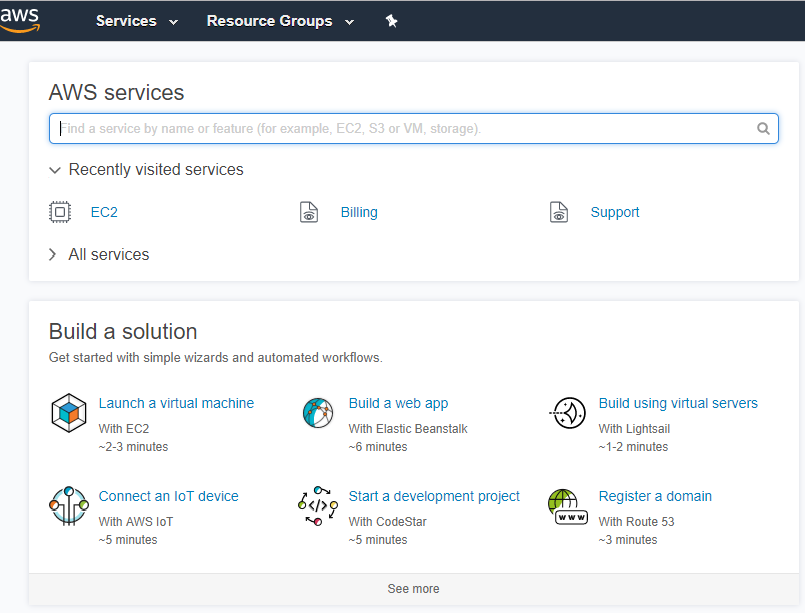 aws Services Resource Groups
AWS services
Find a service by name or feature (for example, EC2, S3 or VM, storage).
Recently visited services
EC2 Billing Support
All services
Build a solution
Get started with simple wizards and automated workflows.
Launch a virtual machine
With EC2
~2-3 minutes
Build a web app
With Elastic Beanstalk
~6 minutes
Build using virtual servers
With Lightsail
~1-2 minutes
Connect an IoT device
With AWS IoT
~5 minutes
Start a development project
With CodeStar
~5 minutes
</>
Register a domain
With Route 53
~3 minutes
www
See more